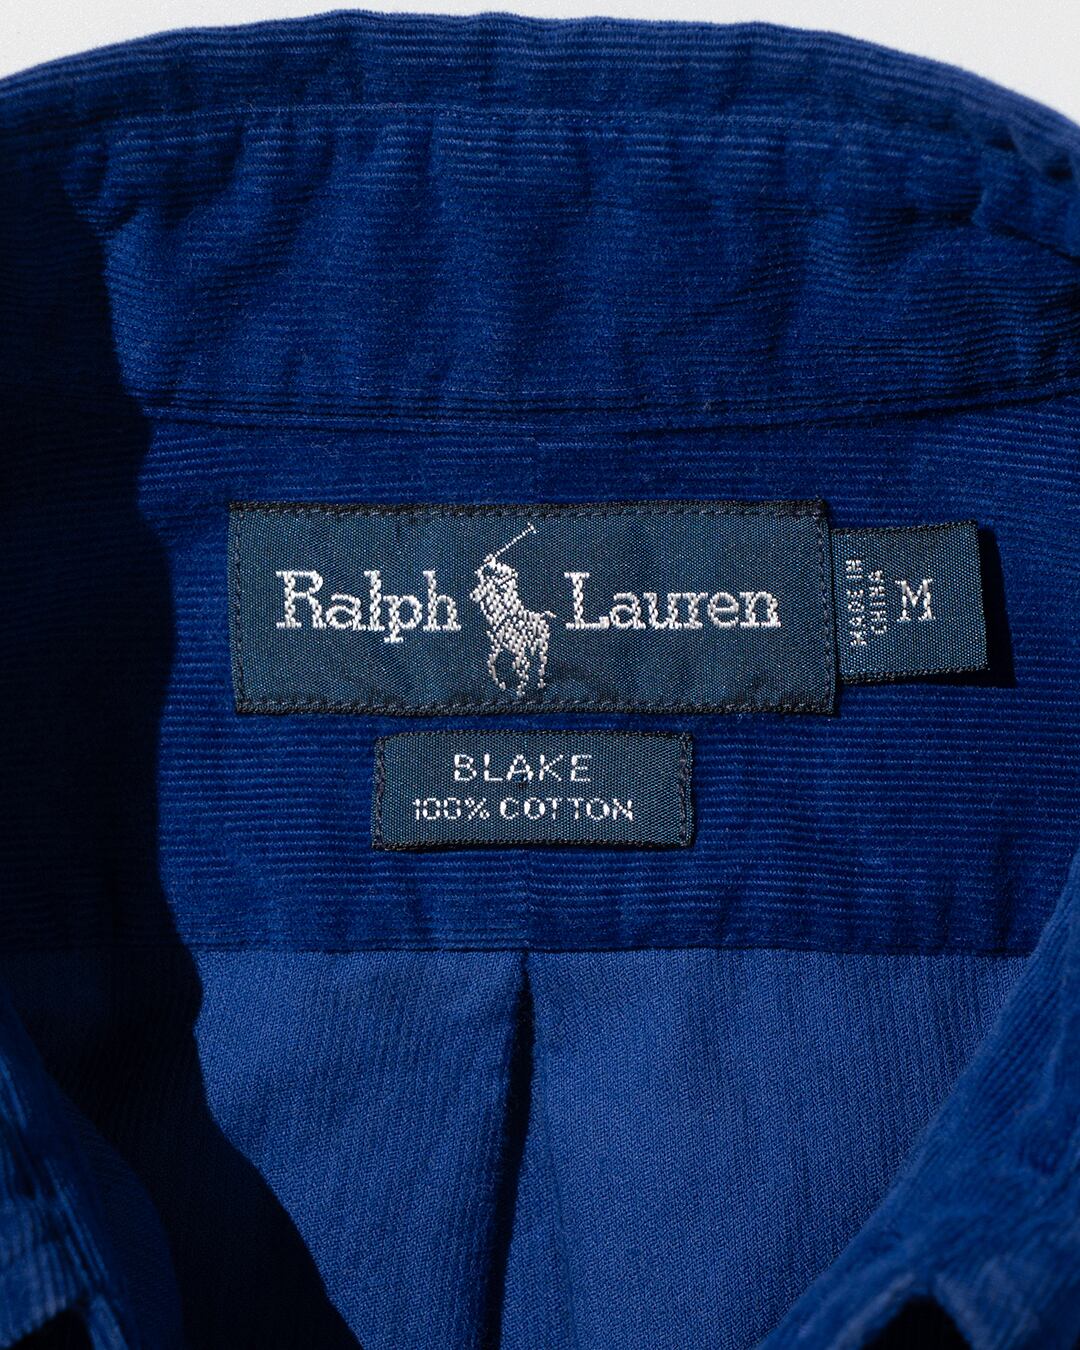 Ralph Lauren
MADE IN
CHINA
M
BLAKE
100% COTTON